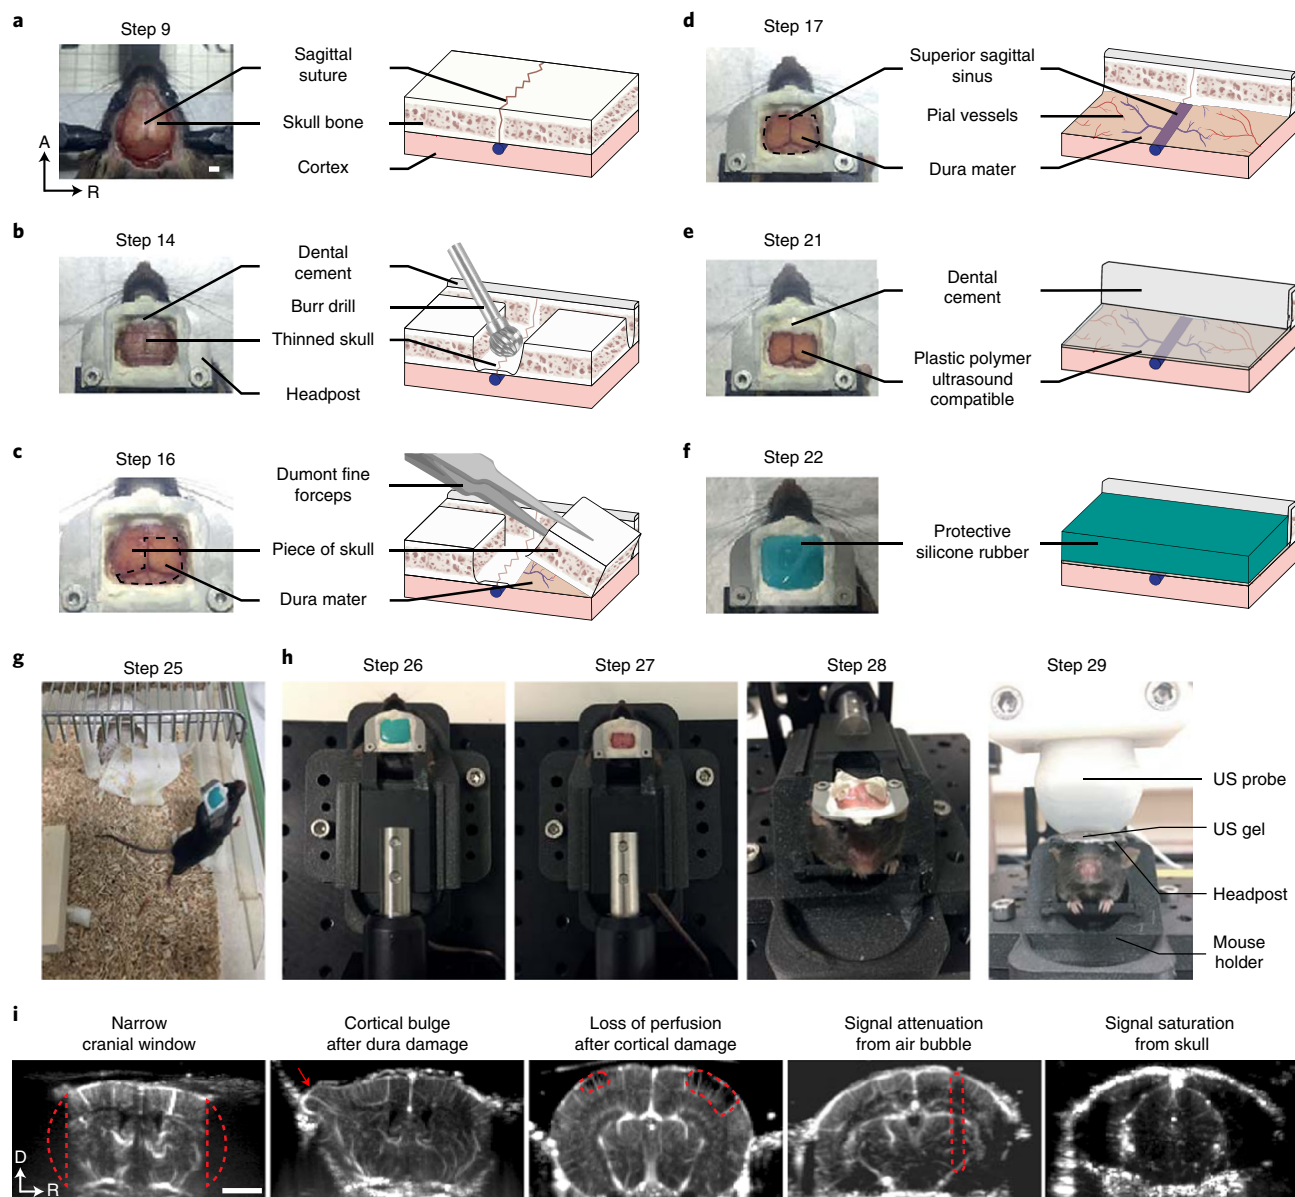 a
Step 9
Sagittal
suture
Skull bone
Cortex
A
R
b
Step 14
Dental
cement
Burr drill
Thinned skull
Headpost
c
Step 16
Dumont fine
forceps
Piece of skull
Dura mater
d
Step 17
Superior sagittal
sinus
Pial vessels
Dura mater
e
Step 21
Dental
cement
Plastic polymer
ultrasound
compatible
f
Step 22
Protective
silicone rubber
g
Step 25
h
Step 26
Step 27
Step 28
Step 29
US probe
US gel
Headpost
Mouse
holder
i
Narrow
cranial window
Cortical bulge
after dura damage
Loss of perfusion
after cortical damage
Signal attenuation
from air bubble
Signal saturation
from skull
D
R